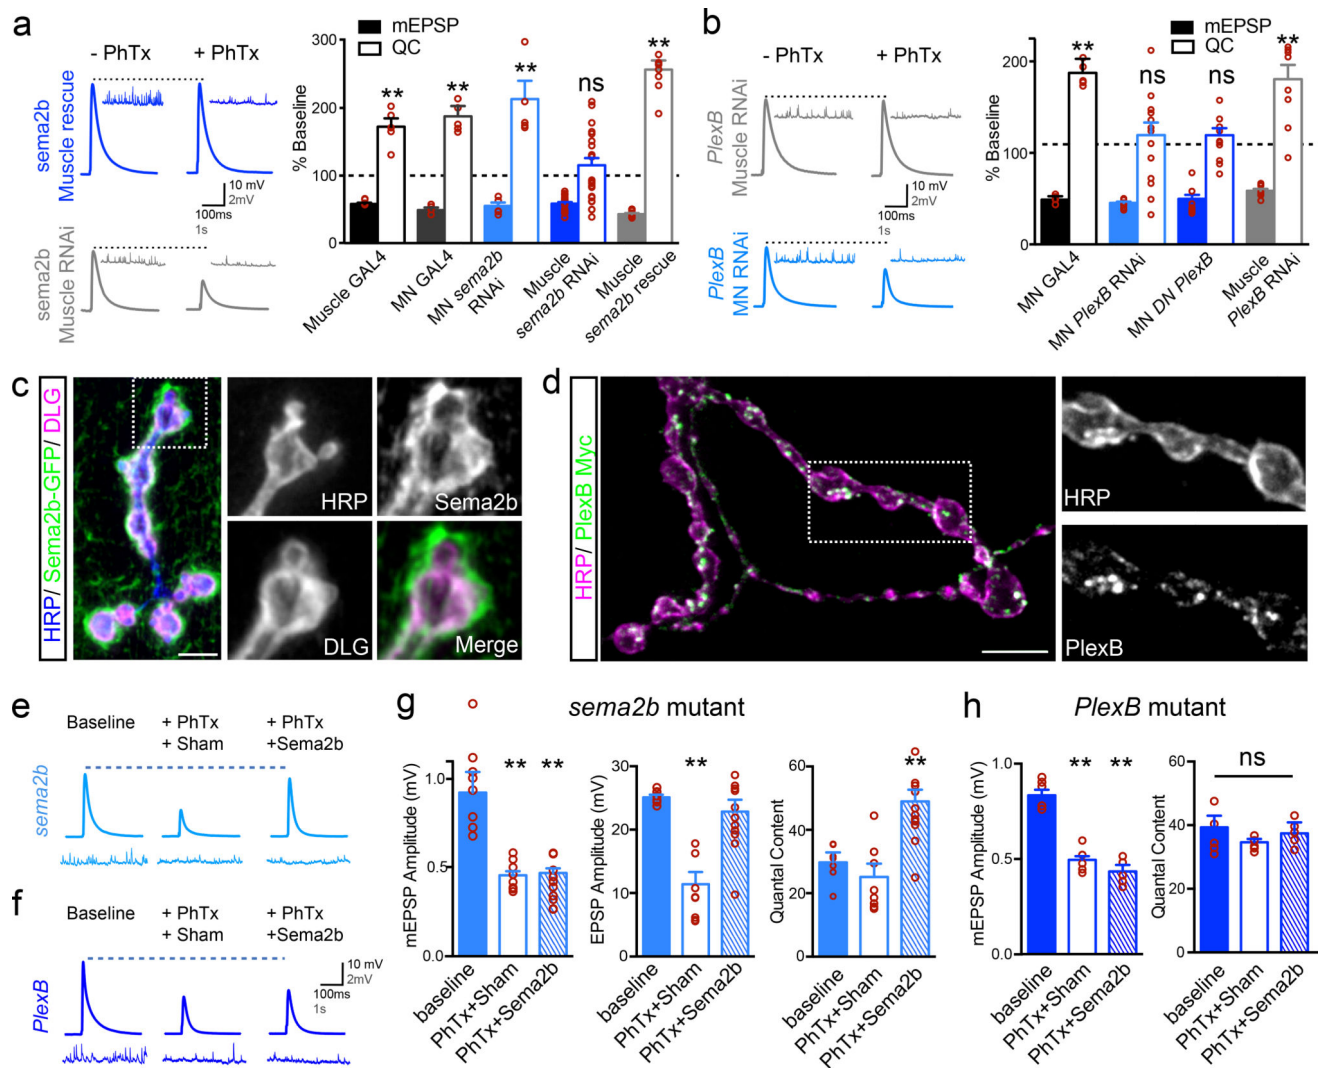 a
- PhTx
+ PhTx
sema2b
Muscle rescue
10 mV
2mV
100ms
1s
sema2b
Muscle RNAi
mEPSP
QC
% Baseline
300
200
100
0
**
**
**
ns
**
Muscle GAL4
MN GAL4
MN sema2b
RNAi
Muscle
sema2b RNAi
Muscle
sema2b rescue
b
- PhTx
+ PhTx
PlexB
Muscle RNAi
10 mV
2mV
100ms
1s
PlexB
MN RNAi
mEPSP
QC
% Baseline
200
100
0
**
ns
ns
**
MN GAL4
MN PlexB RNAi
MN DN PlexB
Muscle
PlexB RNAi
c
HRP/ Sema2b-GFP/ DLG
HRP
Sema2b
DLG
Merge
d
HRP/ PlexB Myc
HRP
PlexB
e
Baseline
+ PhTx
+ Sham
+ PhTx
+Sema2b
sema2b
f
Baseline
+ PhTx
+ Sham
+ PhTx
+Sema2b
PlexB
10 mV
2mV
100ms
1s
g
sema2b mutant
mEPSP Amplitude (mV)
1.0
0.5
0.0
**
**
baseline
PhTx+Sham
PhTx+Sema2b
EPSP Amplitude (mV)
30
20
10
0
**
baseline
PhTx+Sham
PhTx+Sema2b
Quantal Content
60
40
20
0
**
baseline
PhTx+Sham
PhTx+Sema2b
h
PlexB mutant
mEPSP Amplitude (mV)
1.0
0.5
0.0
**
**
baseline
PhTx+Sham
PhTx+Sema2b
Quantal Content
60
40
20
0
ns
baseline
PhTx+Sham
PhTx+Sema2b